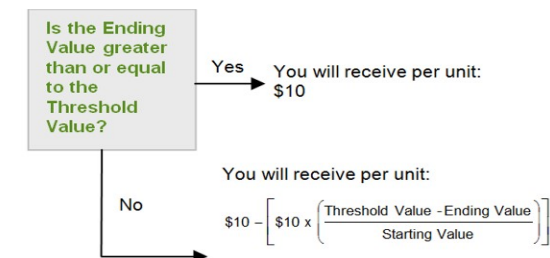 Is the Ending
Value greater
than or equal
to the
Threshold
Value?
Yes
You will receive per unit:
$10
You will receive per unit:
No
$10 – [ $10 x ( Threshold Value - Ending Value
Starting Value ) ]